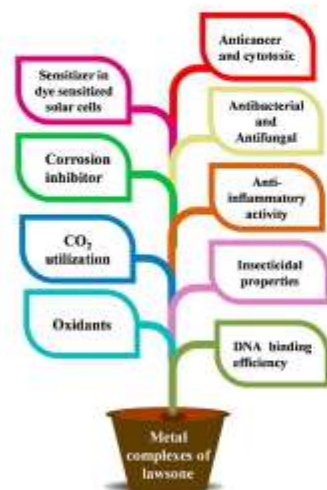 Anticancer
and cytotoxic
Sensitizer in
dye sensitized
solar cells
Antibacterial
and
Antifungal
Corrosion
inhibitor
Anti-
inflammatory
activity
CO₂
utilization
Insecticidal
properties
Oxidants
DNA binding
efficiency
Metal
complexes of
lawsone